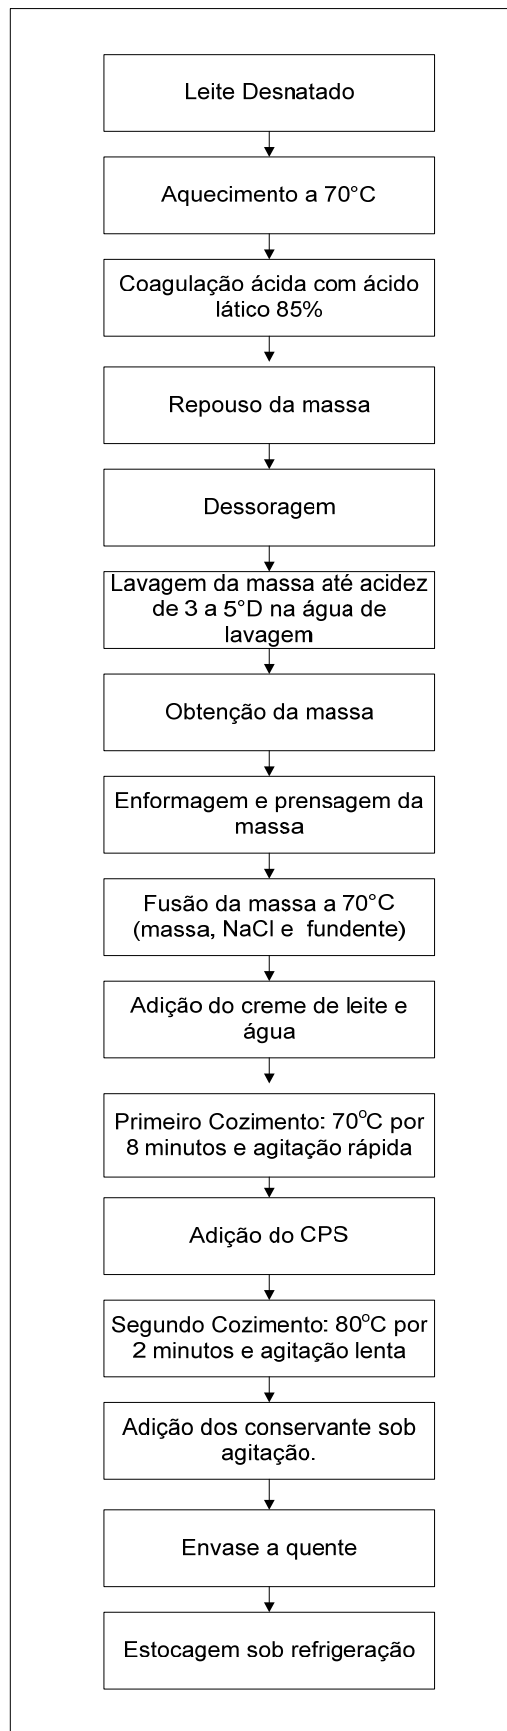 Leite Desnatado
Aquecimento a 70°C
Coagulação ácida com ácido
lático 85%
Repouso da massa
Dessoragem
Lavagem da massa até acidez
de 3 a 5°D na água de
lavagem
Obtenção da massa
Enformagem e prensagem da
massa
Fusão da massa a 70°C
(massa, NaCl e fundente)
Adição do creme de leite e
água
Primeiro Cozimento: 70°C por
8 minutos e agitação rápida
Adição do CPS
Segundo Cozimento: 80°C por
2 minutos e agitação lenta
Adição dos conservante sob
agitação.
Envase a quente
Estocagem sob refrigeração